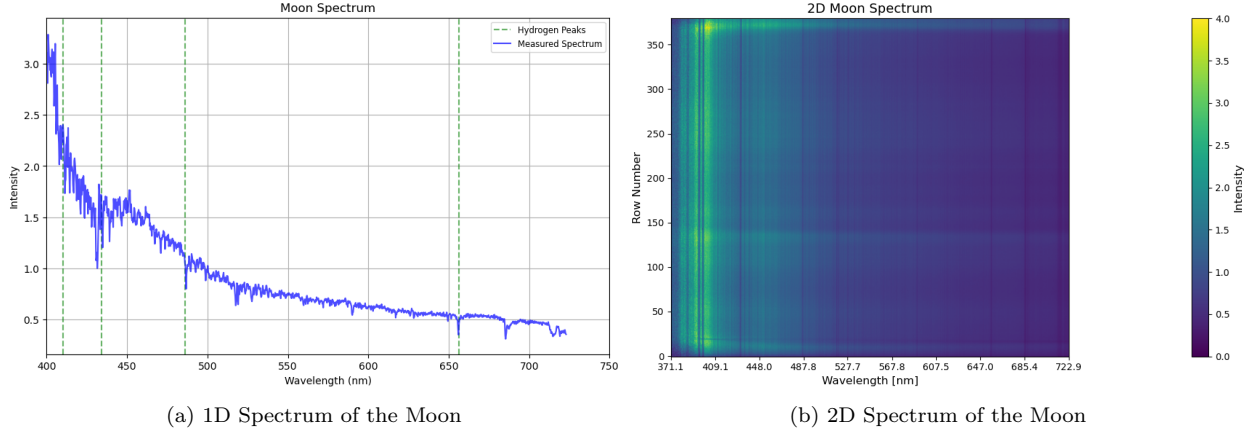 Moon Spectrum
Hydrogen Peaks
Measured Spectrum
3.0
2.5
2.0
1.5
1.0
0.5
Intensity
400 450 500 550 600 650 700 750
Wavelength (nm)
(a) 1D Spectrum of the Moon
2D Moon Spectrum
350
300
250
200
150
100
50
0
Row Number
371.1 409.1 448.0 487.8 527.7 567.8 607.5 647.0 685.4 722.9
Wavelength [nm]
4.0
3.5
3.0
2.5
2.0
1.5
1.0
0.5
0.0
Intensity
(b) 2D Spectrum of the Moon